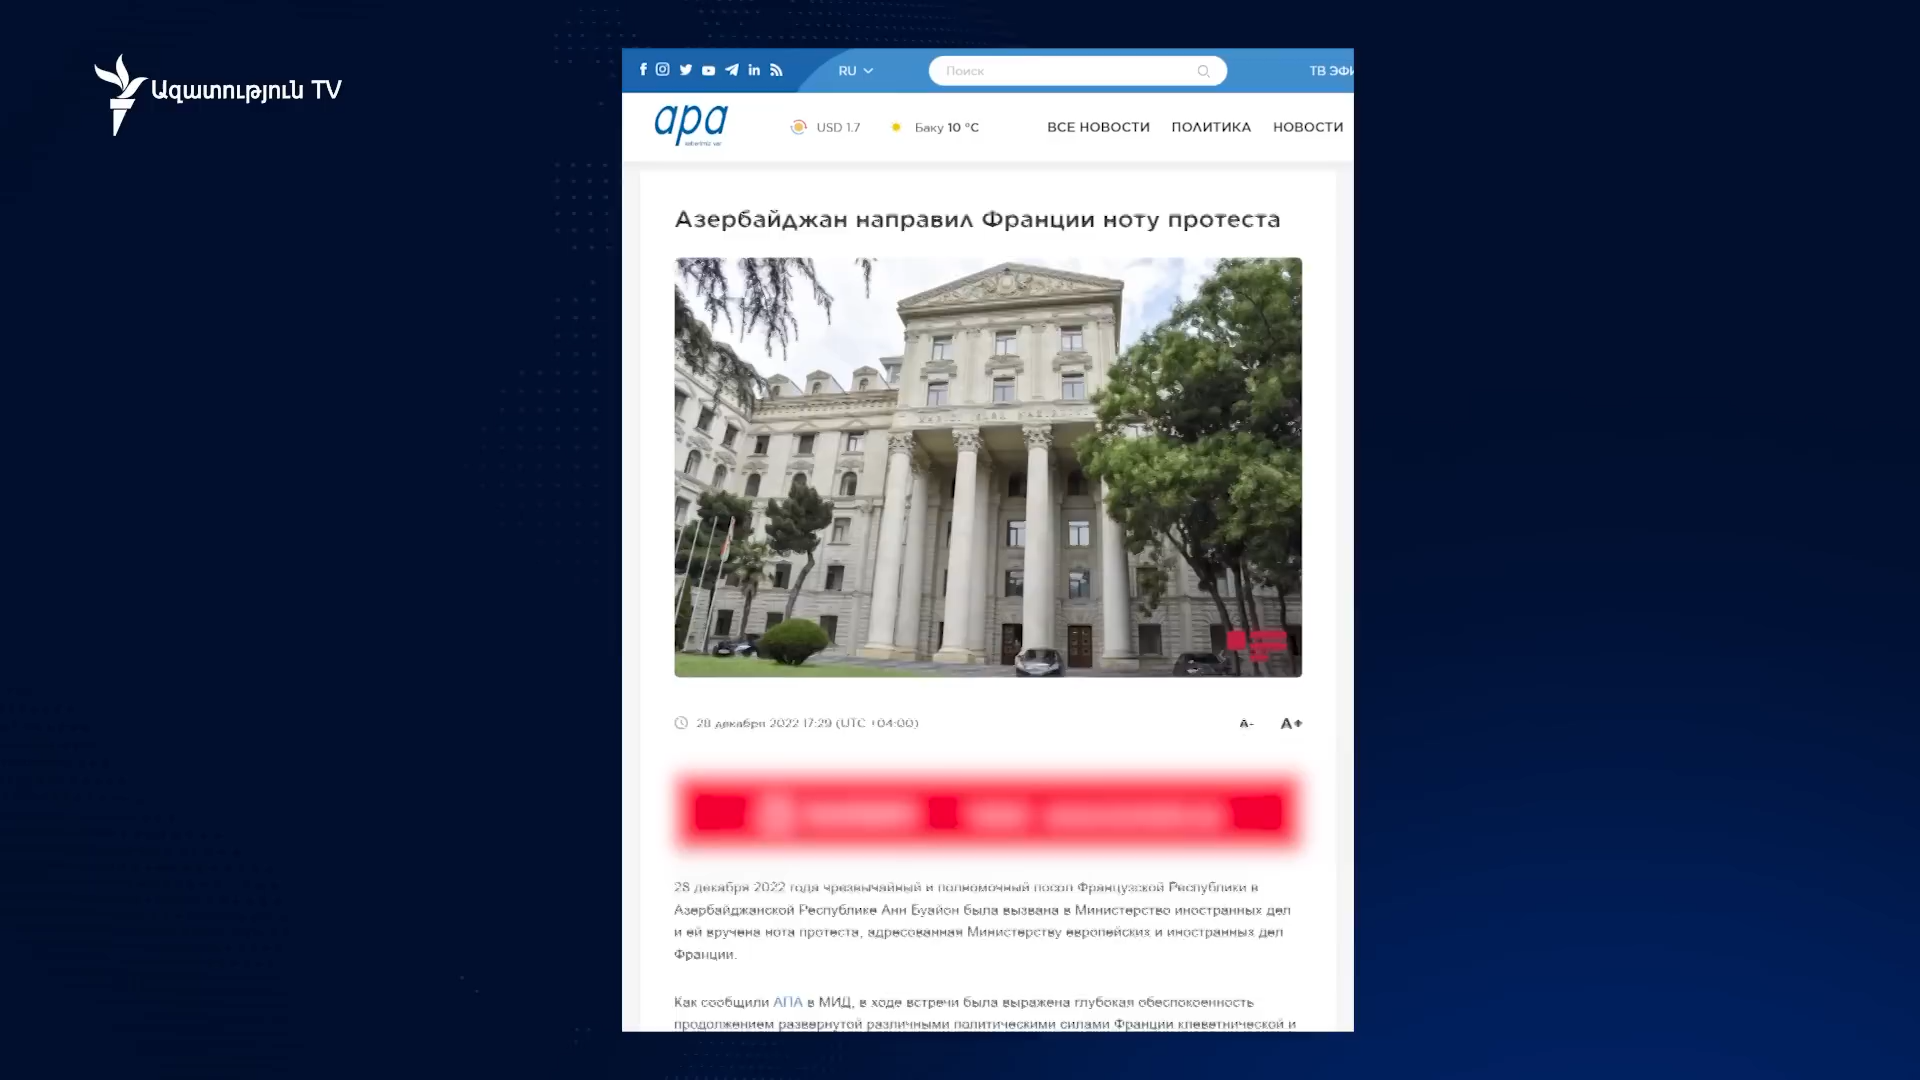 Ազատություն TV
RU
Поиск
ТВ ЭФИ
apa
USD 1.7
Баку 10 °C
ВСЕ НОВОСТИ
ПОЛИТИКА
НОВОСТИ
Азербайджан направил Франции ноту протеста
28 декабря 2022 17:29 (UTC +04:00)
A-
A+
28 декабря 2022 года чрезвычайный и полномочный посол Французской Республики в
Азербайджанской Республике Анн Буайон была вызвана в Министерство иностранных дел
и ей вручена нота протеста, адресованная Министерству европейских и иностранных дел
Франции.
Как сообщили АПА в МИД, в ходе встречи была выражена глубокая обеспокоенность
продолжением развернутой различными политическими силами Франции клеветнической и